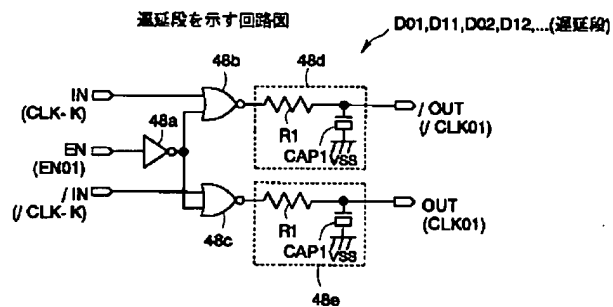 遅延段を示す回路図
D01,D11,D02,D12,...(遅延段)
48b
48d
IN
(CLK-K)
48a
R1
CAP1
VSS
/ OUT
(/ CLK01)
EN
(EN01)
/ IN
(/ CLK-K)
48c
R1
CAP1
VSS
OUT
(CLK01)
48e